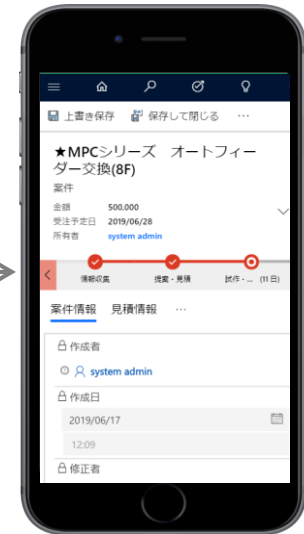 上書き保存 保存して閉じる ...
★MPCシリーズ オートフィー
ダー交換(8F)
案件
金額 500,000
受注予定日 2019/06/28
所有者 system admin
情報収集 提案・見積 試作・... (11 日)
案件情報 見積情報 ...
作成者
system admin
作成日
2019/06/17
12:09
修正者